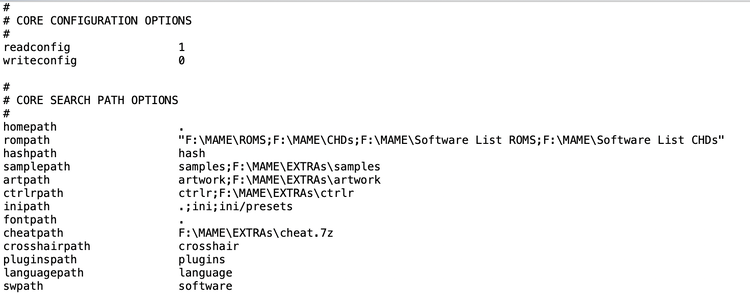 #
# CORE CONFIGURATION OPTIONS
#
readconfig 1
writeconfig 0
#
# CORE SEARCH PATH OPTIONS
#
homepath .
rompath "F:\MAME\ROMS;F:\MAME\CHDs;F:\MAME\Software List ROMS;F:\MAME\Software List CHDs"
hashpath hash
samplepath samples;F:\MAME\EXTRAs\samples
artpath artwork;F:\MAME\EXTRAs\artwork
ctrlrpath ctrlr;F:\MAME\EXTRAs\ctrlr
inipath .;ini;ini/presets
fontpath .
cheatpath F:\MAME\EXTRAs\cheat.7z
crosshairpath crosshair
pluginspath plugins
languagepath language
swpath software